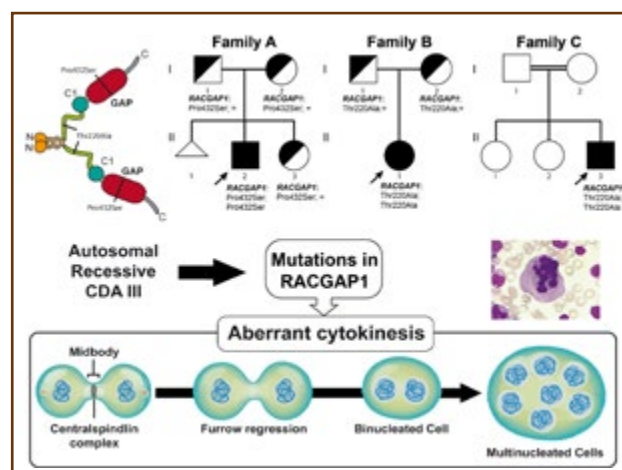 Family A
Family B
Family C
Pro432Ser
C
C1
GAP
Thr220Ala
N
N
C1
GAP
Pro432Ser
C
I
1
2
RACGAP1:
Pro432Ser, +
RACGAP1:
Pro432Ser, +
II
1
2
3
RACGAP1:
Pro432Ser;
Pro432Ser
RACGAP1:
Pro432Ser; +
I
1
2
RACGAP1:
Thr220Ala,+
RACGAP1:
Thr220Ala,+
II
1
RACGAP1:
Thr220Ala;
Thr220Ala
I
1
2
II
1
2
3
RACGAP1:
Thr220Ala;
Thr220Ala
Autosomal
Recessive
CDA III
Mutations in
RACGAP1
Aberrant cytokinesis
Midbody
Centralspindlin
complex
Furrow regression
Binucleated Cell
Multinucleated Cells